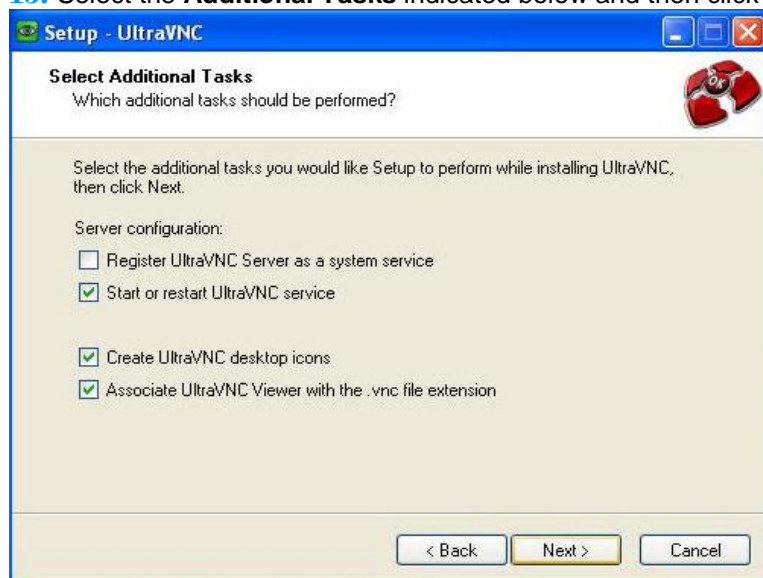 15. Select the Additional Tasks indicated below and then click
Setup - UltraVNC
Select Additional Tasks
Which additional tasks should be performed?
OK
Select the additional tasks you would like Setup to perform while installing UltraVNC,
then click Next.
Server configuration:
Register UltraVNC Server as a system service
Start or restart UltraVNC service
Create UltraVNC desktop icons
Associate UltraVNC Viewer with the .vnc file extension
< Back Next > Cancel